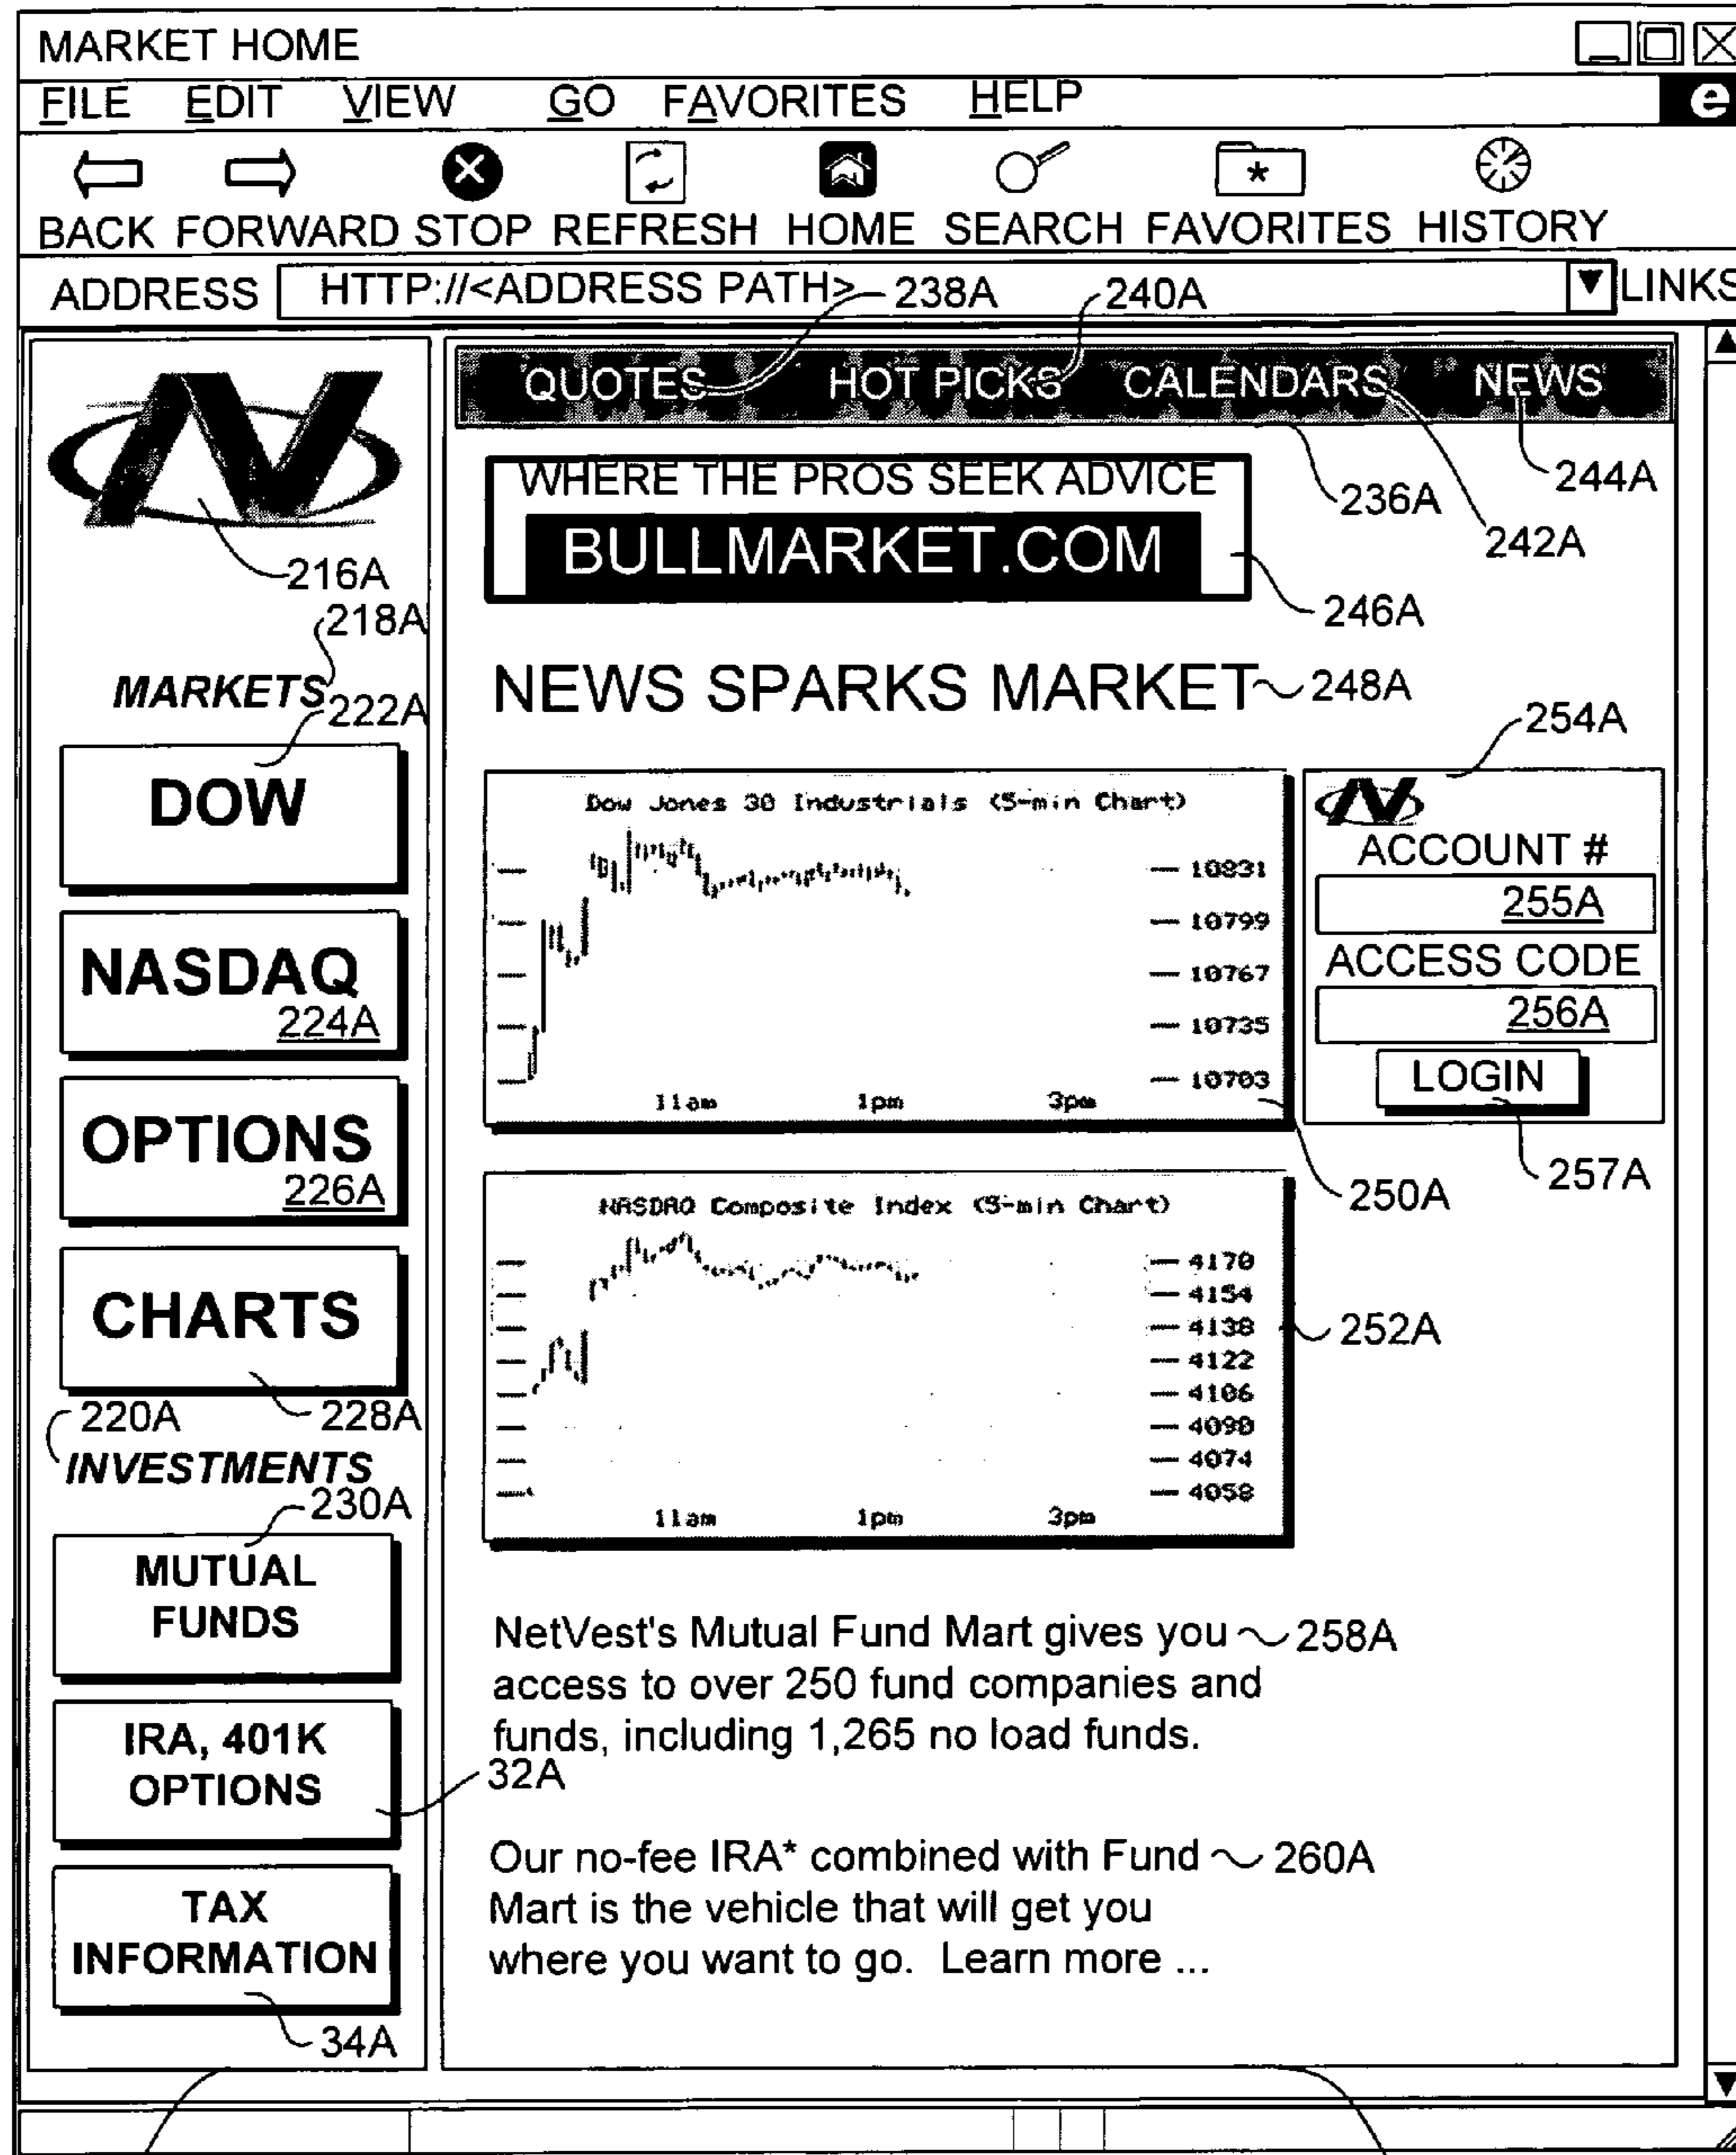 MARKET HOME
FILE EDIT VIEW GO FAVORITES HELP
e
BACK FORWARD STOP REFRESH HOME SEARCH FAVORITES HISTORY
ADDRESS HTTP://<ADDRESS PATH> 238A 240A LINKS
QUOTES HOT PICKS CALENDARS NEWS
216A
218A
MARKETS
222A
DOW
NASDAQ
224A
OPTIONS
226A
CHARTS
220A 228A
INVESTMENTS
230A
MUTUAL
FUNDS
IRA, 401K
OPTIONS
32A
TAX
INFORMATION
34A
236A
244A
242A
WHERE THE PROS SEEK ADVICE
BULLMARKET.COM
246A
NEWS SPARKS MARKET 248A
Dow Jones 30 Industrials (5-min Chart)
10831
10799
10767
10735
10703
11am 1pm 3pm
250A
254A
ACCOUNT #
255A
ACCESS CODE
256A
LOGIN
257A
NASDAQ Composite Index (5-min Chart)
4170
4154
4138
4122
4106
4090
4074
4058
11am 1pm 3pm
252A
NetVest's Mutual Fund Mart gives you 258A
access to over 250 fund companies and
funds, including 1,265 no load funds.
Our no-fee IRA* combined with Fund 260A
Mart is the vehicle that will get you
where you want to go. Learn more ...